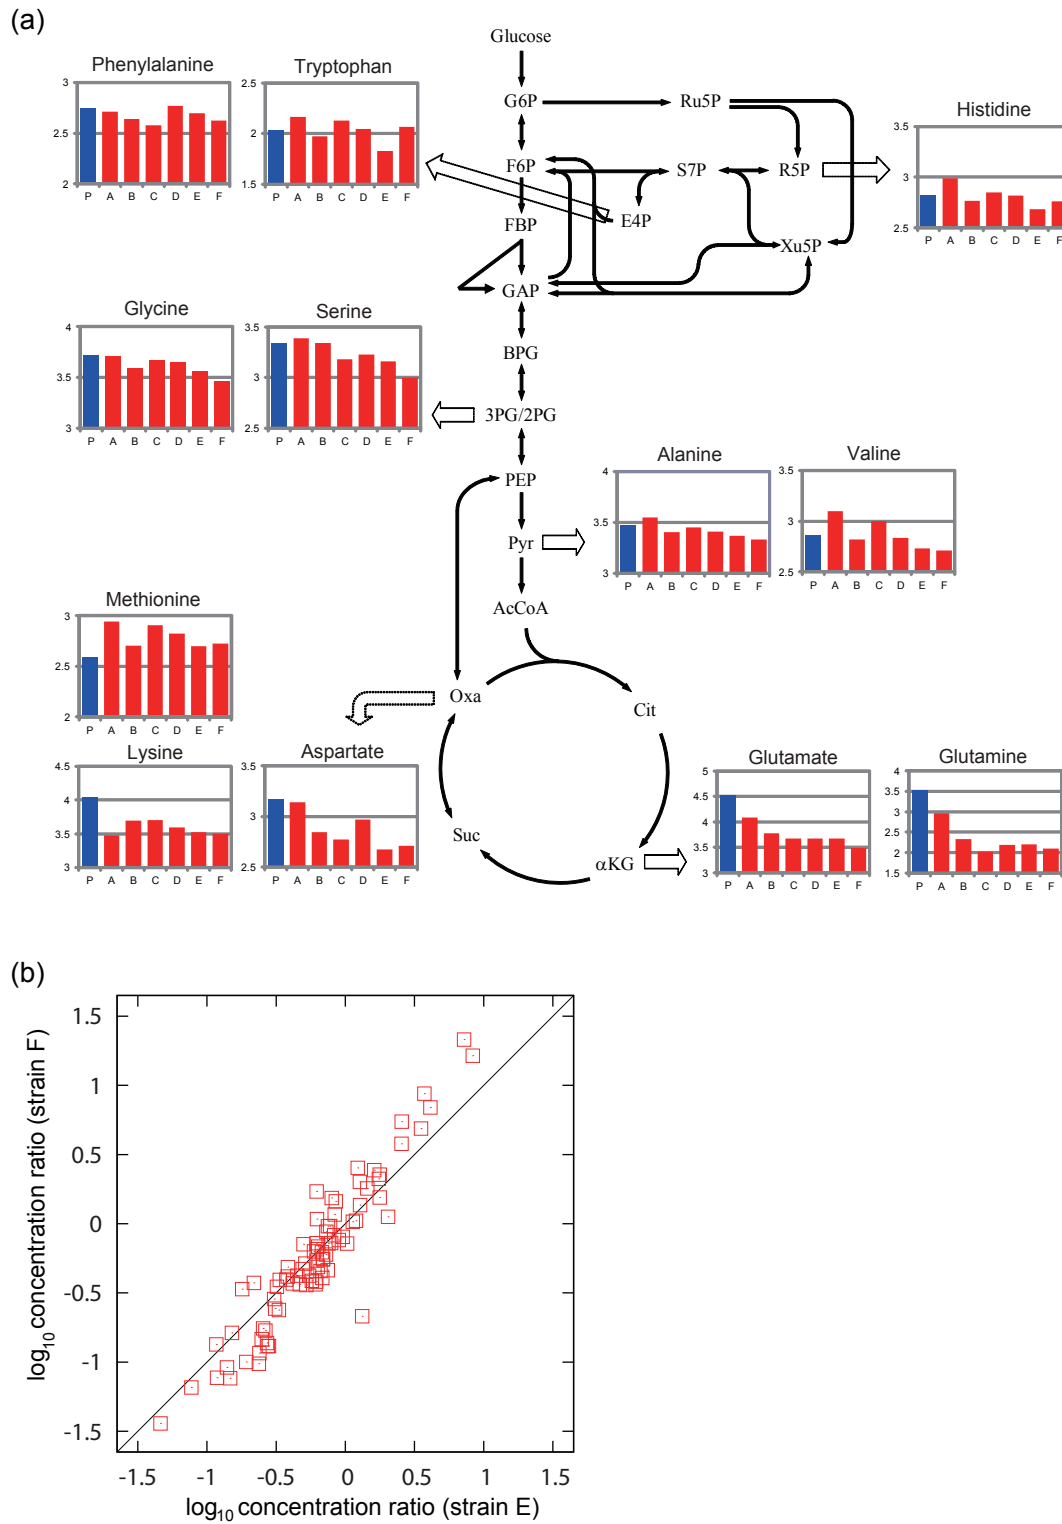 (a)
Glucose
Phenylalanine
Tryptophan
3
2.5
2
P A B C D E F
2.5
2
1.5
P A B C D E F
G6P
Ru5P
Histidine
3.5
3
2.5
P A B C D E F
F6P
S7P
R5P
E4P
FBP
Xu5P
GAP
Glycine
Serine
4
3.5
3
P A B C D E F
3.5
3
2.5
P A B C D E F
BPG
3PG/2PG
PEP
Alanine
Valine
4
3.5
3
P A B C D E F
3.5
3
2.5
P A B C D E F
Pyr
AcCoA
Methionine
3
2.5
2
P A B C D E F
Oxa
Cit
Lysine
Aspartate
4.5
4
3.5
3
P A B C D E F
3.5
3
2.5
P A B C D E F
Suc
αKG
Glutamate
Glutamine
5
4.5
4
3.5
3
P A B C D E F
4
3.5
3
2.5
2
1.5
P A B C D E F
(b)
log10 concentration ratio (strain F)
1.5
1
0.5
0
-0.5
-1
-1.5
-1.5 -1 -0.5 0 0.5 1 1.5
log10 concentration ratio (strain E)